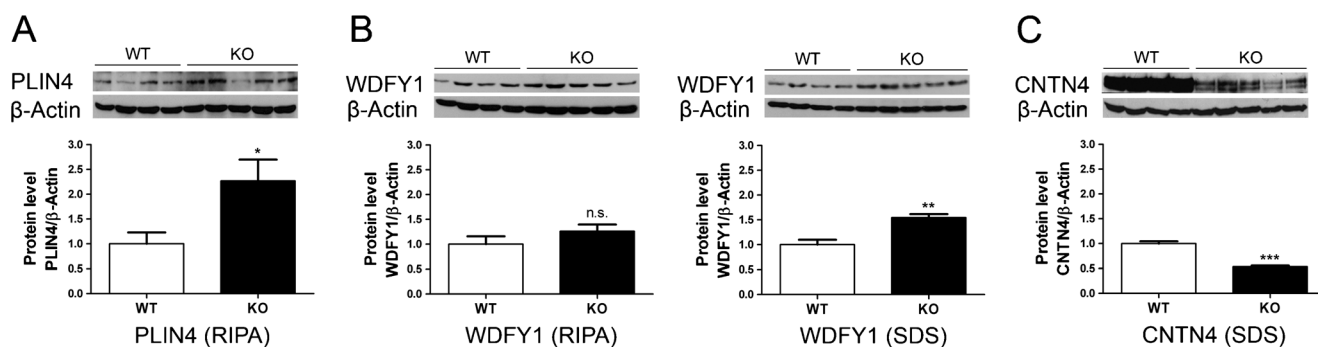 A
WT KO
PLIN4
β-Actin
Protein level
PLIN4/β-Actin
3.0
2.5
2.0
1.5
1.0
0.5
0.0
*
WT KO
PLIN4 (RIPA)
B
WT KO
WDFY1
β-Actin
Protein level
WDFY1/β-Actin
3.0
2.5
2.0
1.5
1.0
0.5
0.0
n.s.
WT KO
WDFY1 (RIPA)
WT KO
WDFY1
β-Actin
Protein level
WDFY1/β-Actin
3.0
2.5
2.0
1.5
1.0
0.5
0.0
**
WT KO
WDFY1 (SDS)
C
WT KO
CNTN4
β-Actin
Protein level
CNTN4/β-Actin
3.0
2.5
2.0
1.5
1.0
0.5
0.0
***
WT KO
CNTN4 (SDS)